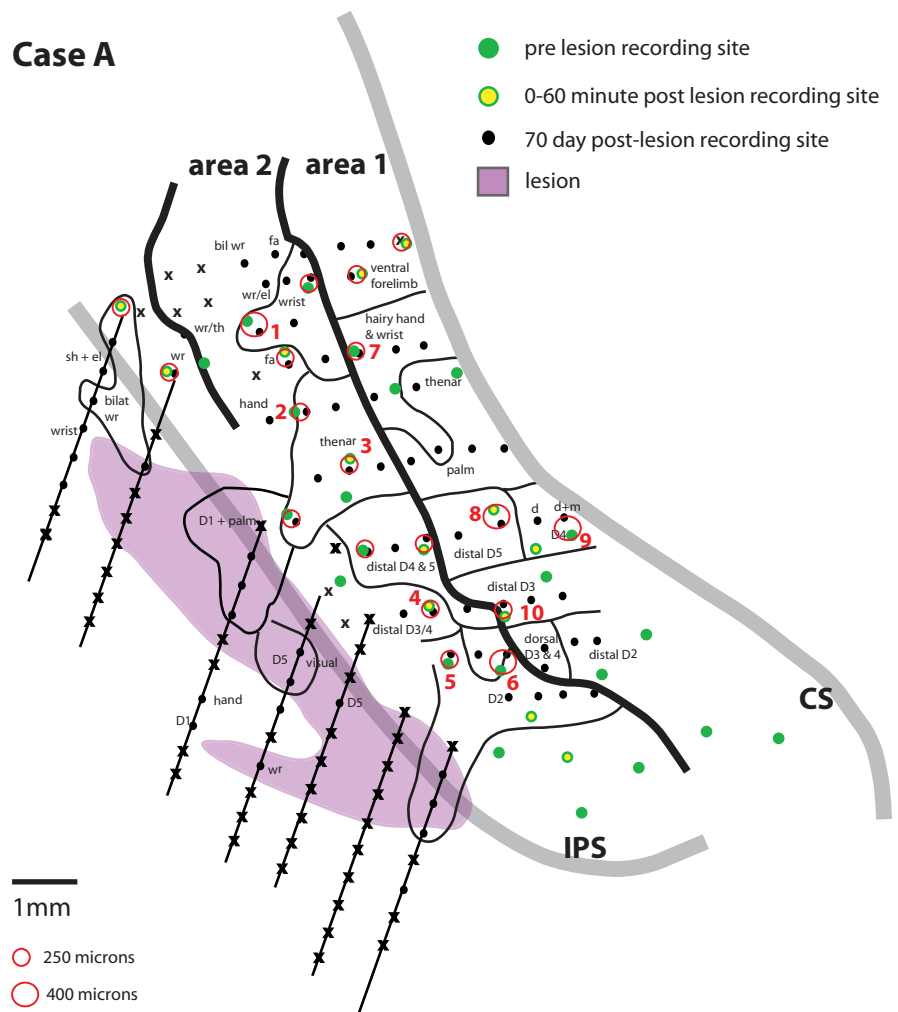 Case A
pre lesion recording site
0-60 minute post lesion recording site
70 day post-lesion recording site
lesion
area 2
area 1
bil wr
fa
x
ventral
forelimb
x
x
wr/el
wrist
x
x
x
wr/th
hairy hand
& wrist
1
7
sh + el
wr
fa
x
thenar
bilat
wr
hand
2
wrist
thenar
3
palm
x
D1 + palm
8
d
d+m
D4
9
distal D5
x
distal D4 & 5
distal D3
x
4
10
x
distal D3/4
dorsal
D3 & 4
distal D2
D5
visual
5
6
hand
D5
D2
D1
CS
wr
IPS
1mm
250 microns
400 microns